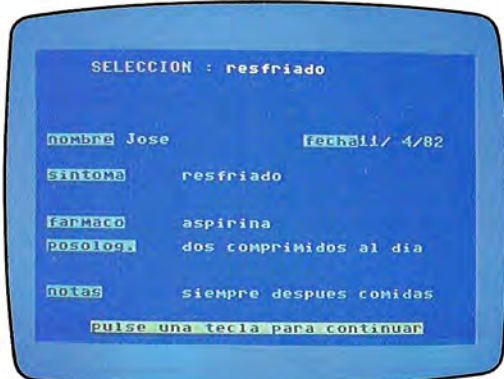 SELECCION : resfriado
nombre Jose fecha11/ 4/82
sintoma resfriado
farmaco aspirina
posolog. dos comprimidos al dia
notas siempre despues comidas
pulse una tecla para continuar